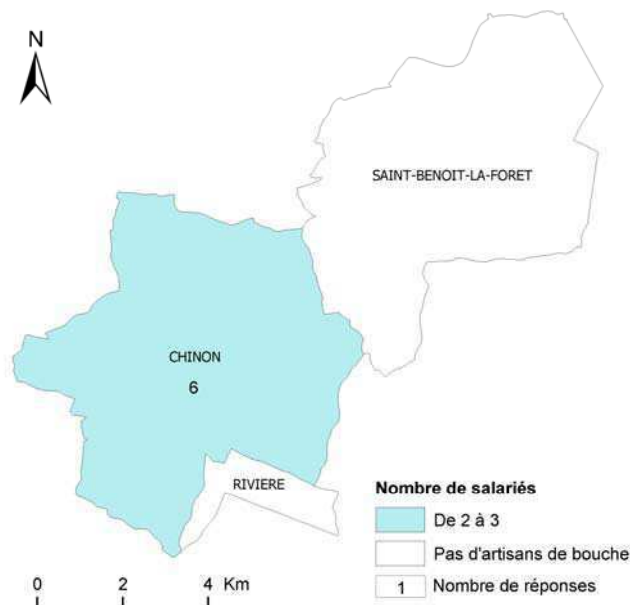 N
SAINT-BENOIT-LA-FORET
CHINON
6
RIVIERE
Nombre de salariés
De 2 à 3
Pas d'artisans de bouche
1 Nombre de réponses
0 2 4 Km